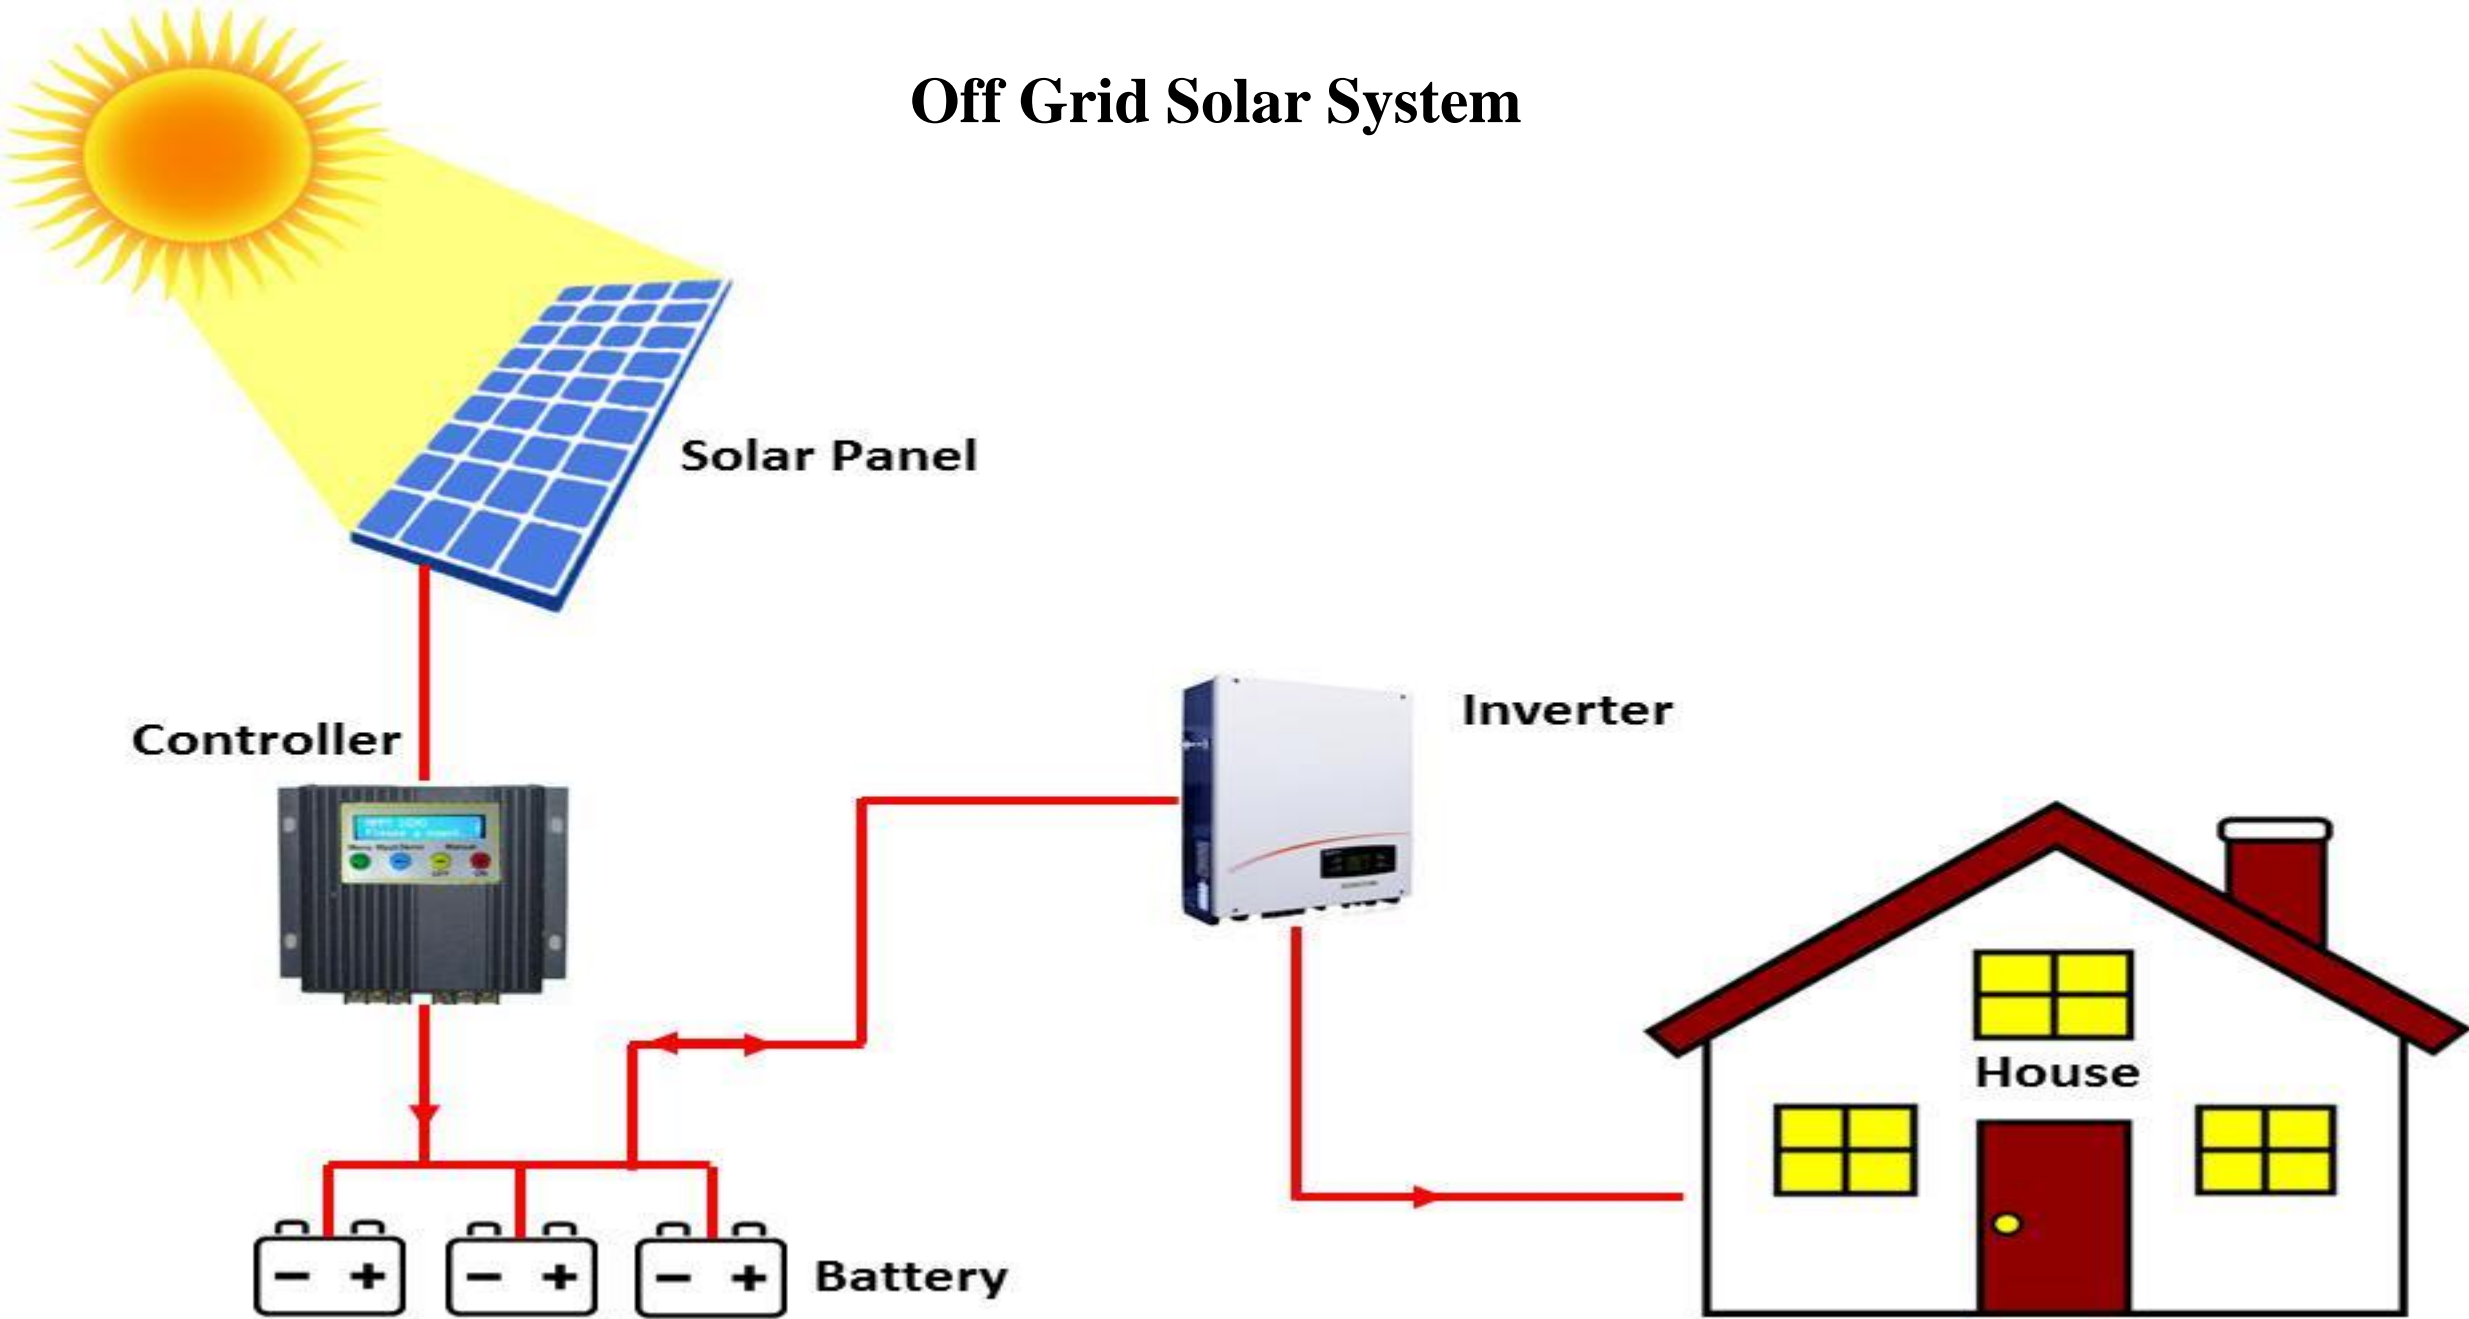 Off Grid Solar System
Solar Panel
Controller
Inverter
House
Battery